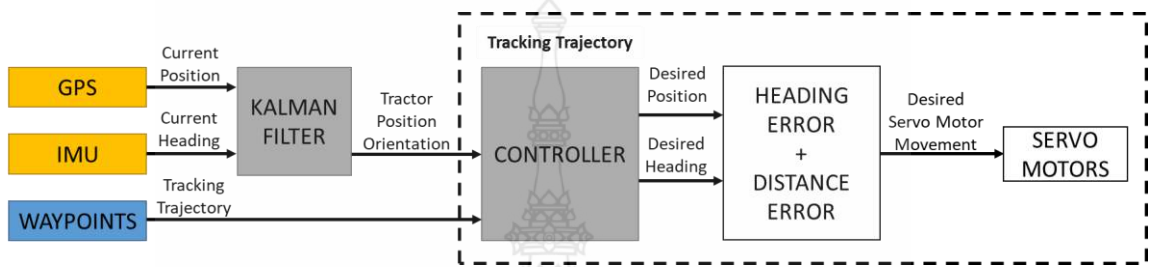 Tracking Trajectory
GPS
Current
Position
KALMAN
FILTER
IMU
Current
Heading
WAYPOINTS
Tracking
Trajectory
Tractor
Position
Orientation
CONTROLLER
Desired
Position
Desired
Heading
HEADING
ERROR
+
DISTANCE
ERROR
Desired
Servo Motor
Movement
SERVO
MOTORS